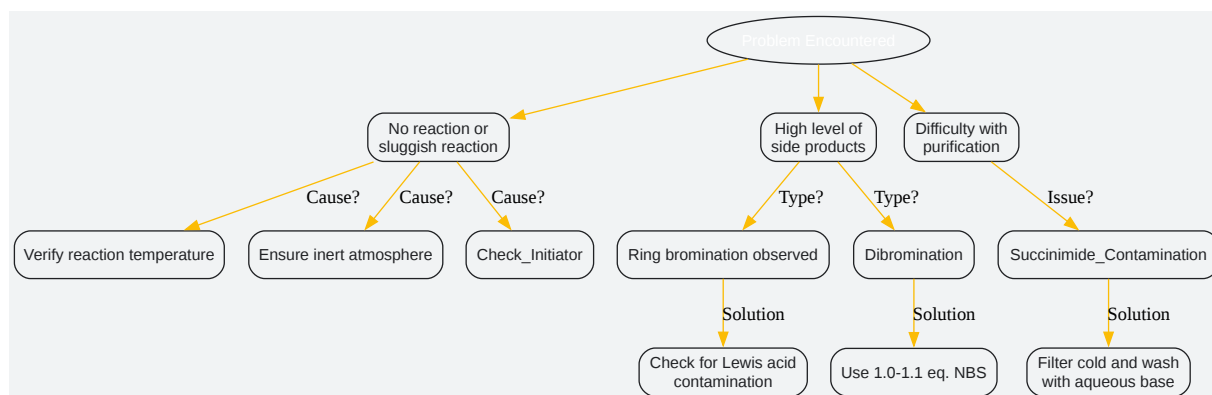 Problem Encountered
No reaction or
sluggish reaction
High level of
side products
Difficulty with
purification
Cause?
Cause?
Cause?
Type?
Type?
Issue?
Verify reaction temperature
Ensure inert atmosphere
Check_Initiator
Ring bromination observed
Dibromination
Succinimide_Contamination
Solution
Solution
Solution
Check for Lewis acid
contamination
Use 1.0-1.1 eq. NBS
Filter cold and wash
with aqueous base